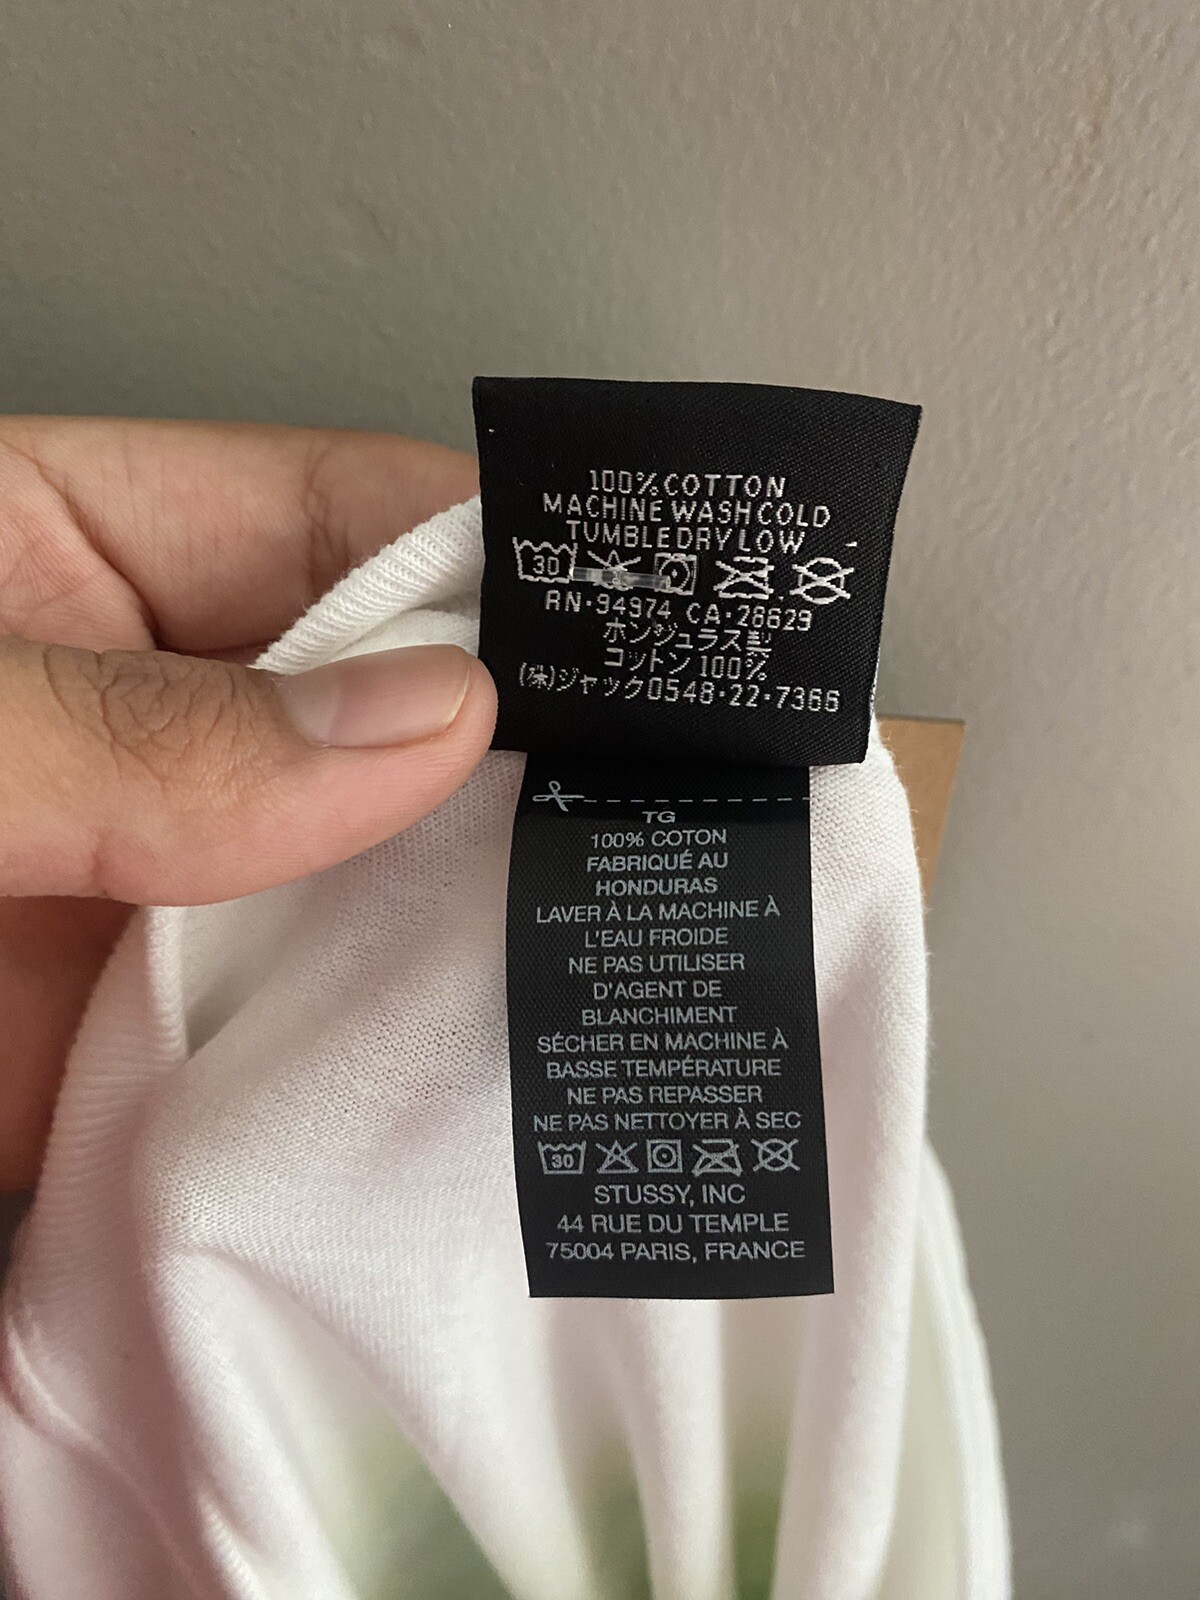 100% COTTON
MACHINE WASH COLD
TUMBLE DRY LOW
30
RN·94974 CA·28629
ホンジュラス製
コットン 100%
(株)ジャック0548·22·7366
TG
100% COTON
FABRIQUÉ AU
HONDURAS
LAVER À LA MACHINE À
L'EAU FROIDE
NE PAS UTILISER
D'AGENT DE
BLANCHIMENT
SÉCHER EN MACHINE À
BASSE TEMPÉRATURE
NE PAS REPASSER
NE PAS NETTOYER À SEC
30
STUSSY, INC
44 RUE DU TEMPLE
75004 PARIS, FRANCE